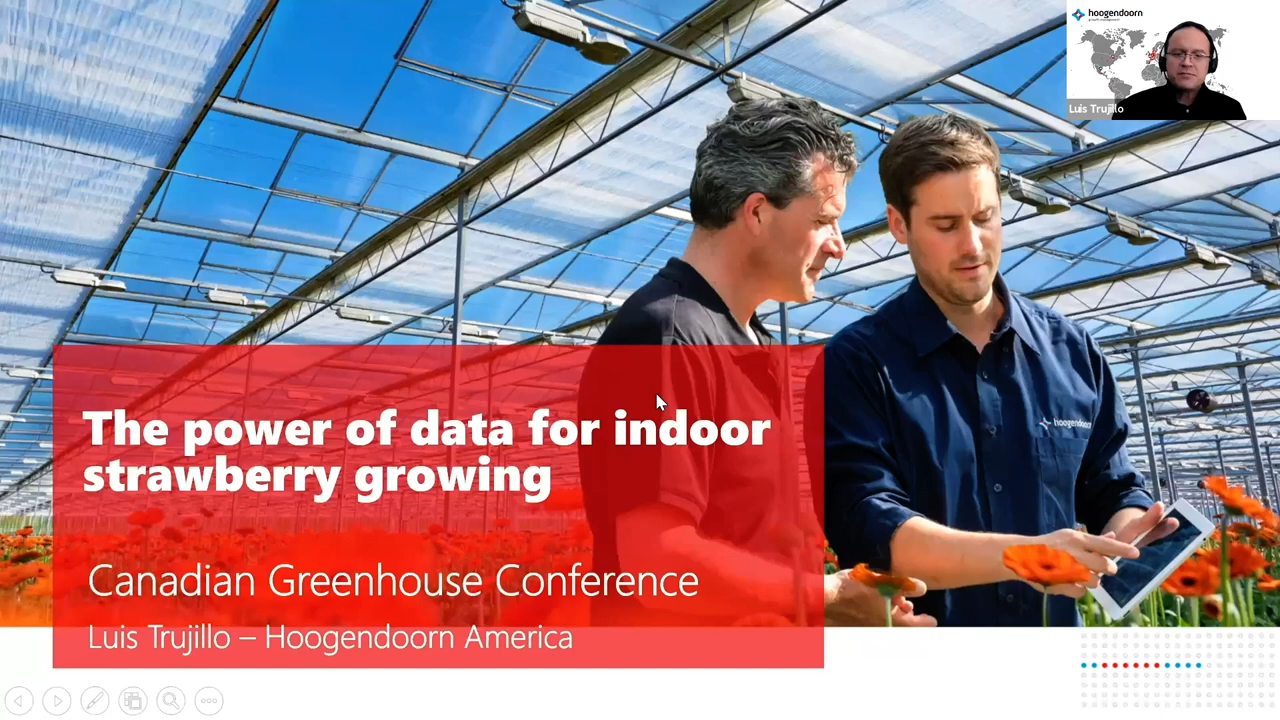 hoogendoorn
Luis Trujillo
hoogendoorn
The power of data for indoor
strawberry growing
Canadian Greenhouse Conference
Luis Trujillo – Hoogendoorn America